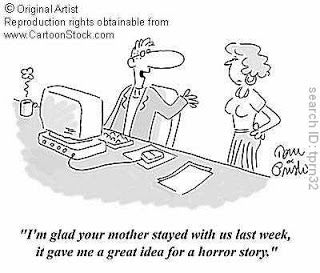 © Original Artist
Reproduction rights obtainable from
www.CartoonStock.com
search ID: tprn32
"I'm glad your mother stayed with us last week,
it gave me a great idea for a horror story."